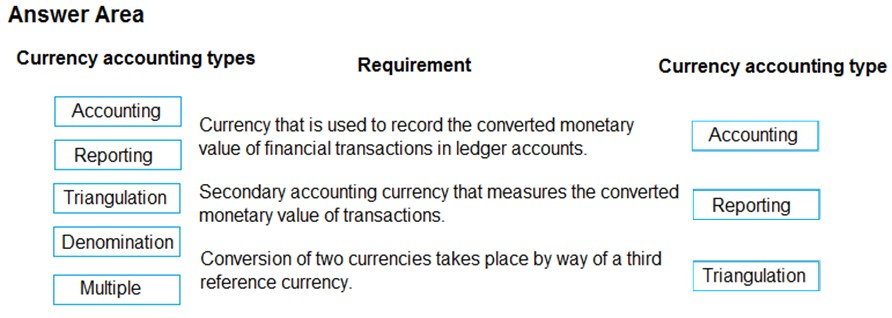 Answer Area
Currency accounting types
Requirement
Currency accounting type
Accounting
Reporting
Triangulation
Denomination
Multiple
Currency that is used to record the converted monetary
value of financial transactions in ledger accounts.
Secondary accounting currency that measures the converted
monetary value of transactions.
Conversion of two currencies takes place by way of a third
reference currency.
Accounting
Reporting
Triangulation